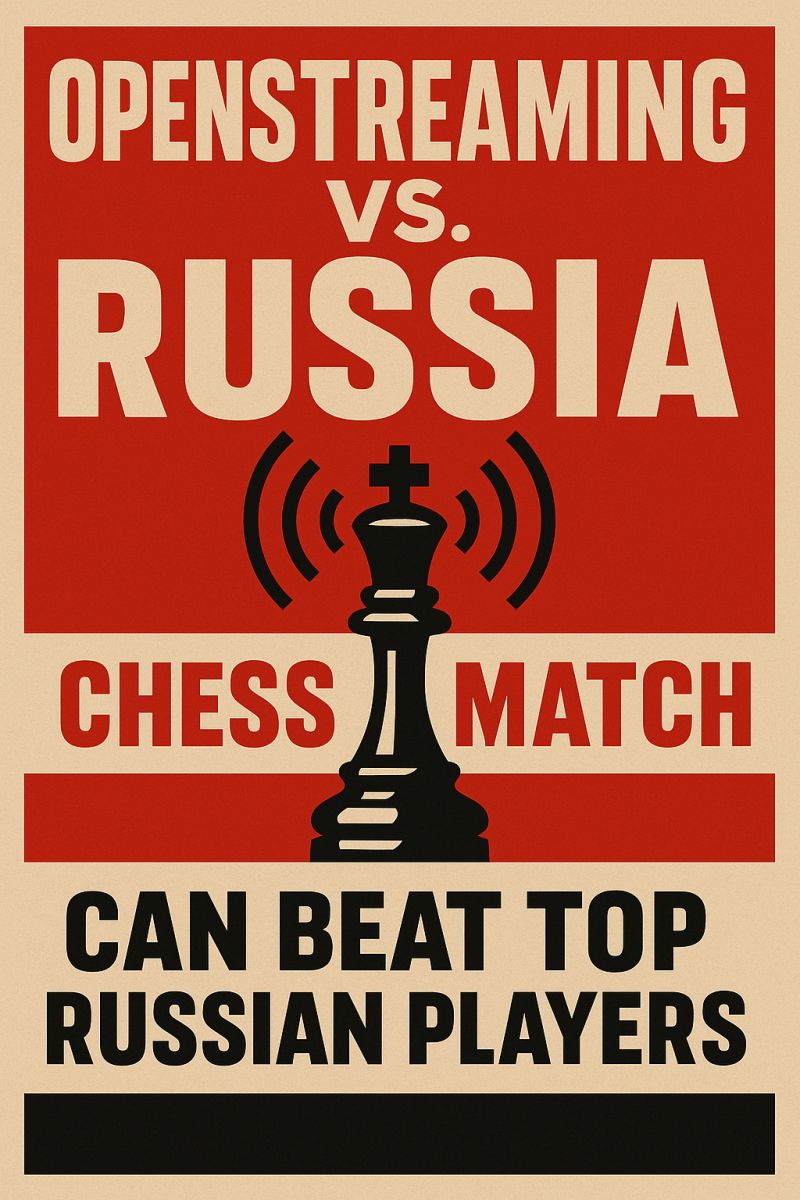 OPENSTREAMING
VS.
RUSSIA
CHESS MATCH
CAN BEAT TOP
RUSSIAN PLAYERS